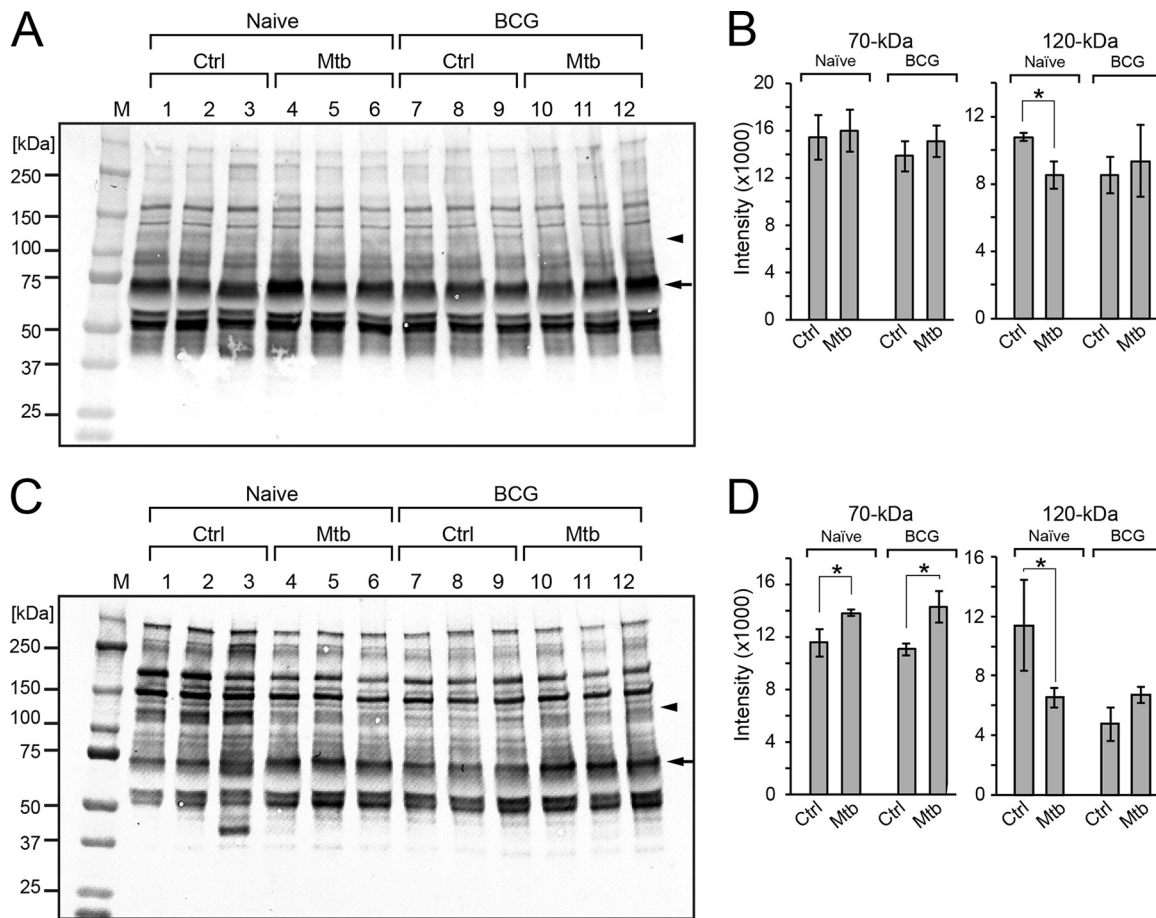 A
Naive BCG
Ctrl Mtb Ctrl Mtb
M 1 2 3 4 5 6 7 8 9 10 11 12
[kDa]
250
150
100
75
50
37
25
B
70-kDa 120-kDa
Naïve BCG Naïve BCG
Intensity (x1000)
20
16
12
8
4
0
*
12
8
4
0
Ctrl Mtb Ctrl Mtb Ctrl Mtb Ctrl Mtb
C
Naive BCG
Ctrl Mtb Ctrl Mtb
M 1 2 3 4 5 6 7 8 9 10 11 12
[kDa]
250
150
100
75
50
37
25
D
70-kDa 120-kDa
Naïve BCG Naïve BCG
Intensity (x1000)
16
12
8
4
0
* *
16
12
8
4
0
*
Ctrl Mtb Ctrl Mtb Ctrl Mtb Ctrl Mtb